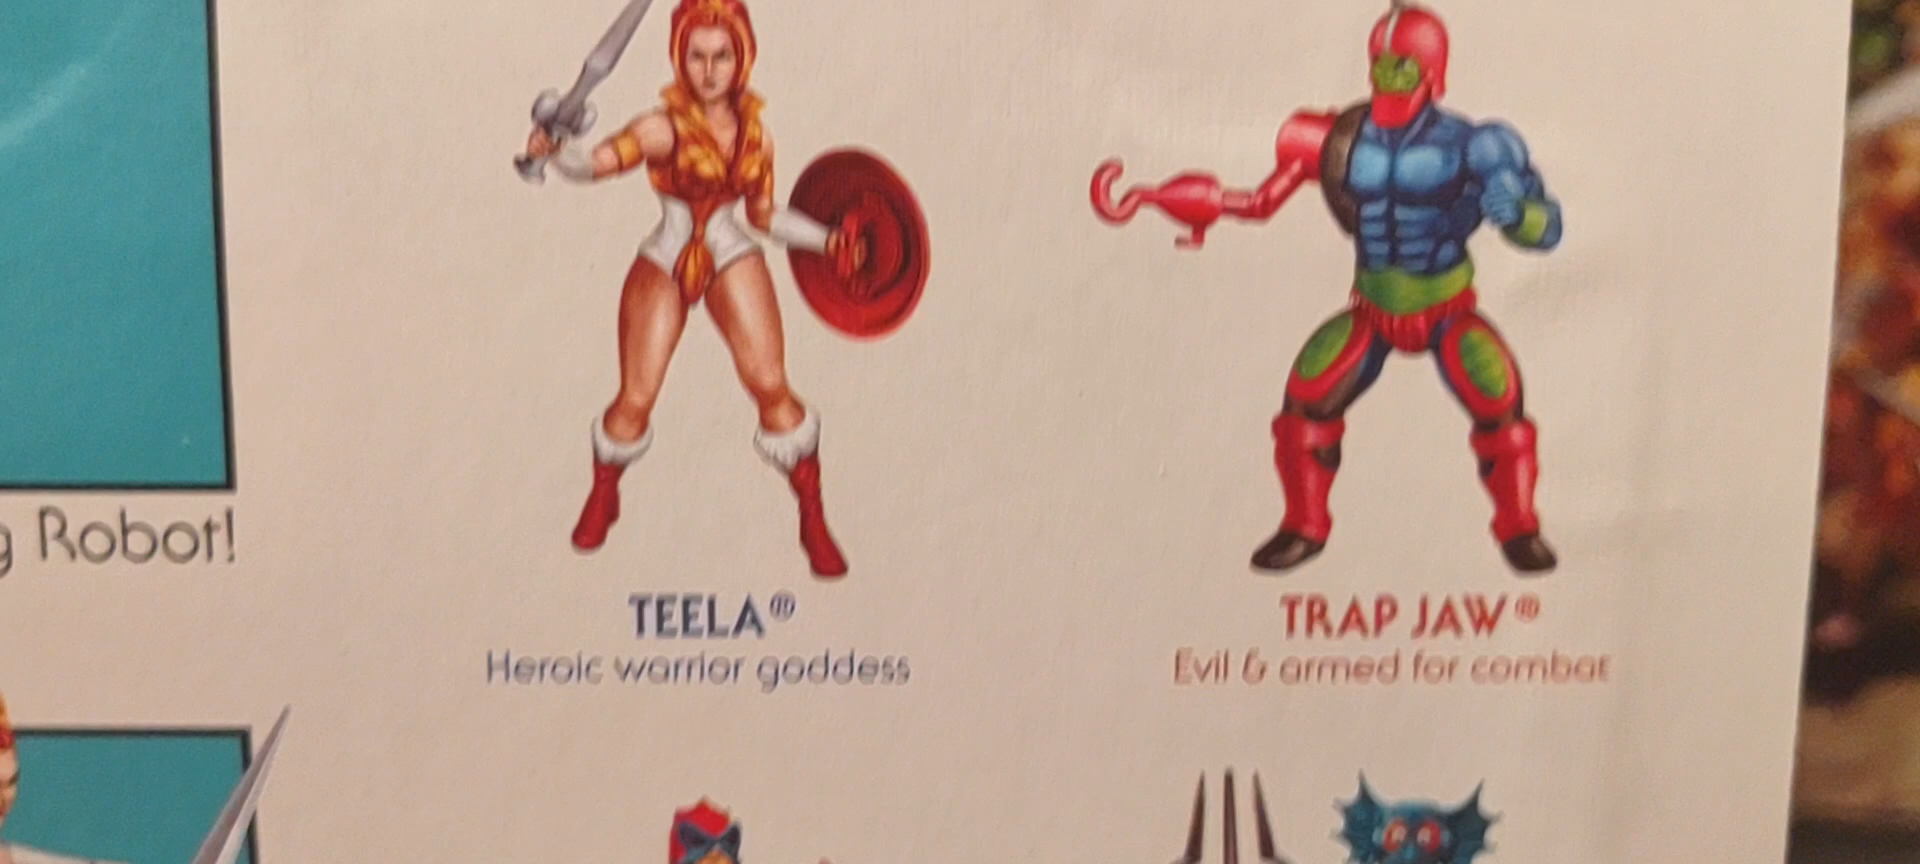 g Robot!
TEELA®
Heroic warrior goddess
TRAP JAW®
Evil & armed for combat